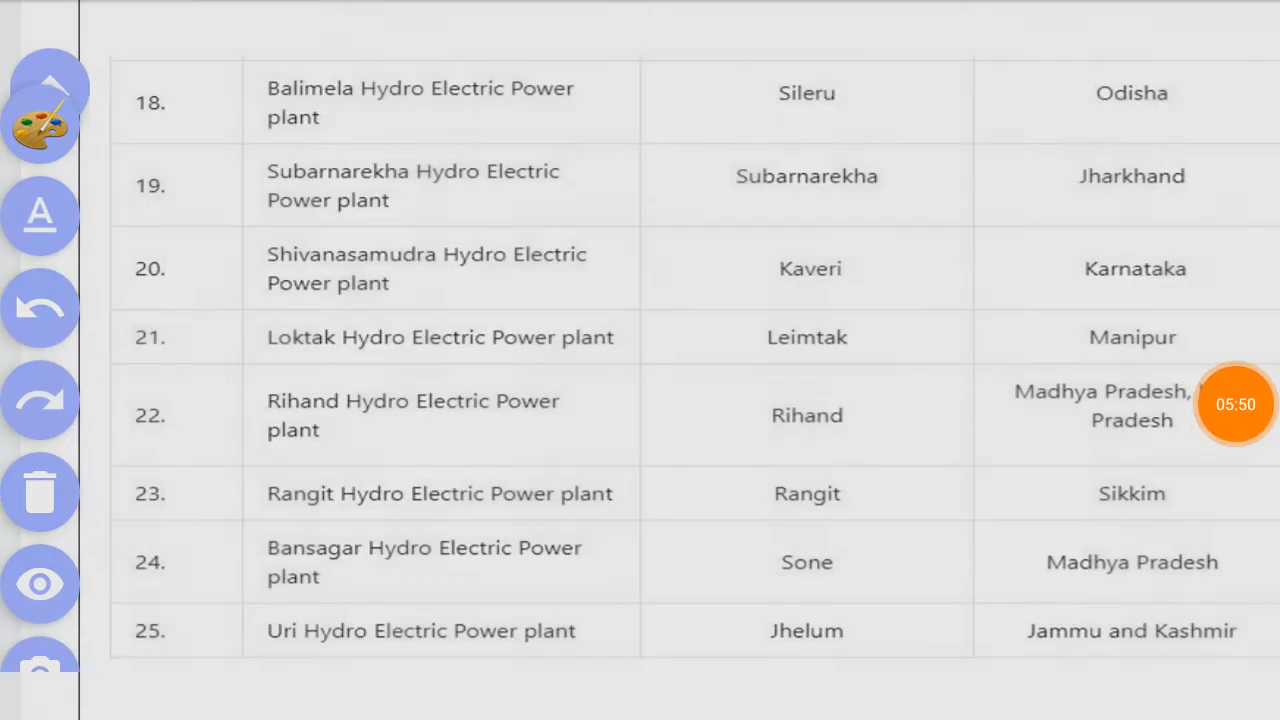 18.
Balimela Hydro Electric Power
plant
Sileru
Odisha
19.
Subarnarekha Hydro Electric
Power plant
Subarnarekha
Jharkhand
20.
Shivanasamudra Hydro Electric
Power plant
Kaveri
Karnataka
21.
Loktak Hydro Electric Power plant
Leimtak
Manipur
22.
Rihand Hydro Electric Power
plant
Rihand
Madhya Pradesh,
Pradesh
23.
Rangit Hydro Electric Power plant
Rangit
Sikkim
24.
Bansagar Hydro Electric Power
plant
Sone
Madhya Pradesh
25.
Uri Hydro Electric Power plant
Jhelum
Jammu and Kashmir
A
05:50